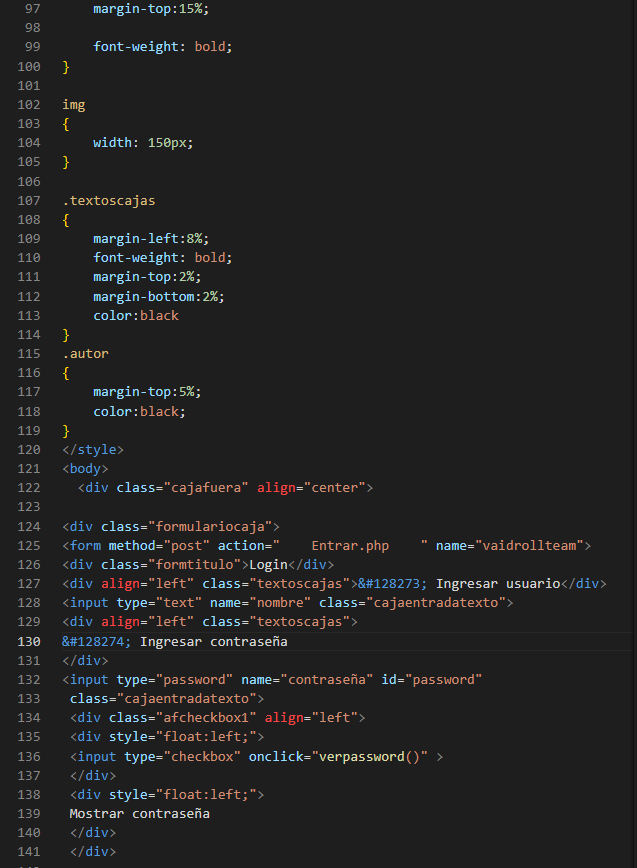 97 margin-top:15%;
98
99 font-weight: bold;
100 }
101
102 img
103 {
104 width: 150px;
105 }
106
107 .textoscajas
108 {
109 margin-left:8%;
110 font-weight: bold;
111 margin-top:2%;
112 margin-bottom:2%;
113 color:black
114 }
115 .autor
116 {
117 margin-top:5%;
118 color:black;
119 }
120 </style>
121 <body>
122 <div class="cajafuera" align="center">
123
124 <div class="formulariocaja">
125 <form method="post" action="    Entrar.php    " name="vaidrollteam">
126 <div class="formtitulo">Login</div>
127 <div align="left" class="textoscajas">&#128273; Ingresar usuario</div>
128 <input type="text" name="nombre" class="cajaentradatexto">
129 <div align="left" class="textoscajas">
130 &#128274; Ingresar contraseña
131 </div>
132 <input type="password" name="contraseña" id="password"
133 class="cajaentradatexto">
134 <div class="afcheckbox1" align="left">
135 <div style="float:left;">
136 <input type="checkbox" onclick="verpassword()" >
137 </div>
138 <div style="float:left;">
139 Mostrar contraseña
140 </div>
141 </div>